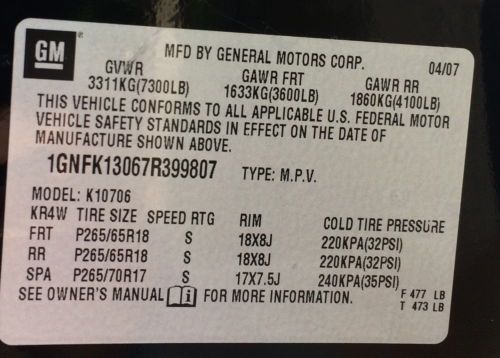 GM
MFD BY GENERAL MOTORS CORP.
GVWR GAWR FRT GAWR RR 04/07
3311KG(7300LB) 1633KG(3600LB) 1860KG(4100LB)
THIS VEHICLE CONFORMS TO ALL APPLICABLE U.S. FEDERAL MOTOR
VEHICLE SAFETY STANDARDS IN EFFECT ON THE DATE OF
MANUFACTURE SHOWN ABOVE.
1GNFK13067R399807 TYPE: M.P.V.
MODEL: K10706
KR4W TIRE SIZE SPEED RTG RIM COLD TIRE PRESSURE
FRT P265/65R18 S 18X8J 220KPA(32PSI)
RR P265/65R18 S 18X8J 220KPA(32PSI)
SPA P265/70R17 S 17X7.5J 240KPA(35PSI)
SEE OWNER'S MANUAL i FOR MORE INFORMATION. F 477 LB
T 473 LB